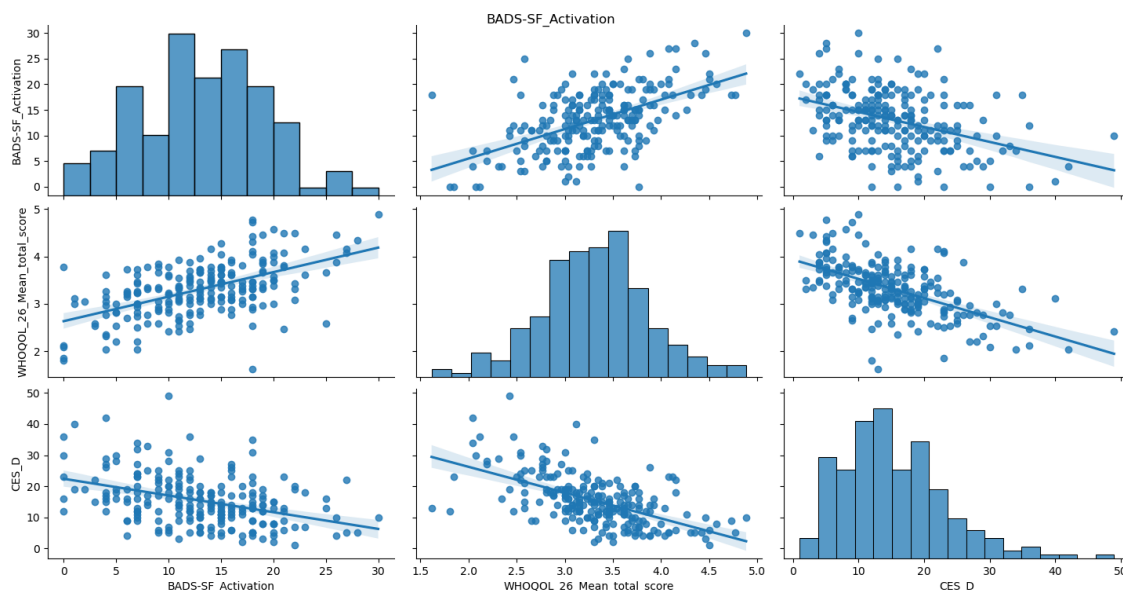 BADS-SF_Activation
BADS-SF_Activation
30
25
20
15
10
5
0
WHOQOL_26_Mean_total_score
5
4
3
2
CES_D
50
40
30
20
10
0
0 5 10 15 20 25 30
BADS-SF_Activation
1.5 2.0 2.5 3.0 3.5 4.0 4.5 5.0
WHOQOL_26_Mean_total_score
0 10 20 30 40 50
CES_D